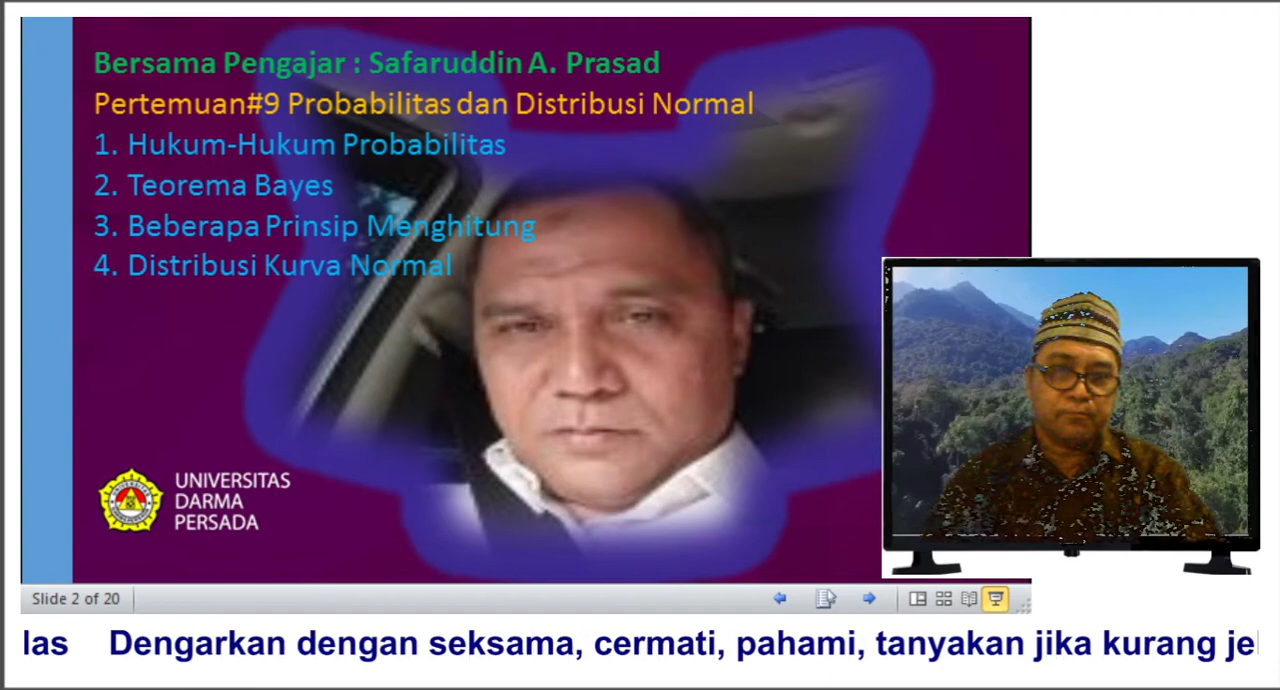 Bersama Pengajar : Safaruddin A. Prasad
Pertemuan#9 Probabilitas dan Distribusi Normal
1. Hukum-Hukum Probabilitas
2. Teorema Bayes
3. Beberapa Prinsip Menghitung
4. Distribusi Kurva Normal
UNIVERSITAS
DARMA
PERSADA
Slide 2 of 20
las Dengarkan dengan seksama, cermati, pahami, tanyakan jika kurang je